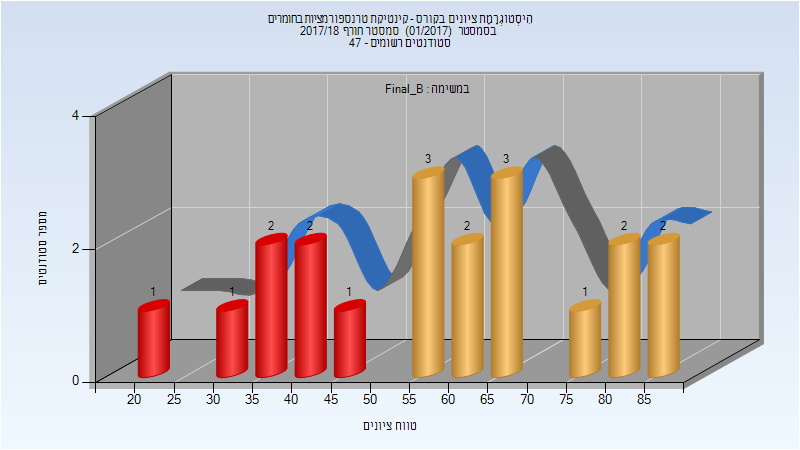 היסטוגרמת ציונים בקורס - קינטיקת טרנספורמציות בחומרים
בסמסטר (01/2017) סמסטר חורף 2017/18
סטודנטים רשומים - 47
במשימה : Final_B
מספר סטודנטים
4
2
0
1
1
2
2
1
3
2
3
1
2
2
20 25 30 35 40 45 50 55 60 65 70 75 80 85
טווח ציונים